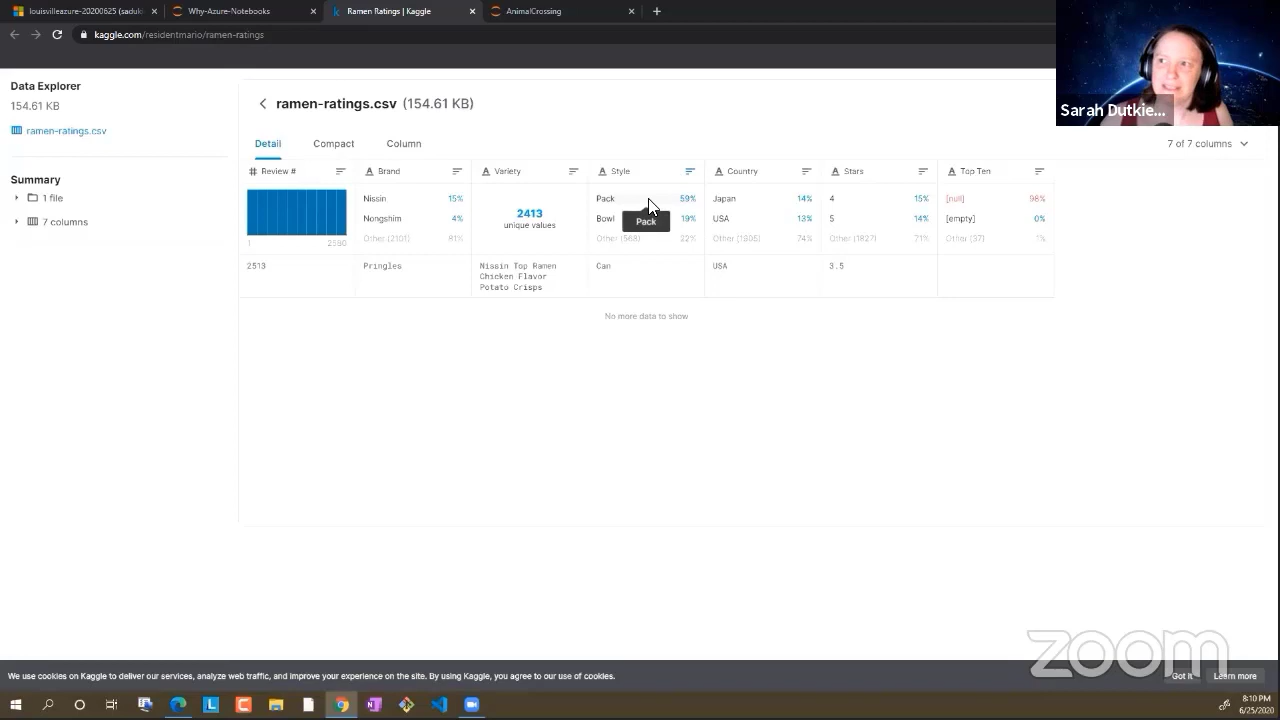 louisvilleazure-20200625 (saduki
Why-Azure-Notebooks
Ramen Ratings | Kaggle
AnimalCrossing
kaggle.com/residentmario/ramen-ratings
Sarah Dutkie...
Data Explorer
154.61 KB
ramen-ratings.csv
Summary
1 file
7 columns
ramen-ratings.csv (154.61 KB)
Detail
Compact
Column
7 of 7 columns
# Review #
A Brand
A Variety
A Style
A Country
A Stars
A Top Ten
1
2580
Nissin 15%
Nongshim 4%
Other (2101) 81%
2413
unique values
Pack 59%
Bowl 19%
Other (568) 22%
Pack
Japan 14%
USA 13%
Other (1905) 74%
4 15%
5 14%
Other (1827) 71%
[null] 98%
[empty] 0%
Other (37) 1%
2513
Pringles
Nissin Top Ramen
Chicken Flavor
Potato Crisps
Can
USA
3.5
No more data to show
zoom
We use cookies on Kaggle to deliver our services, analyze web traffic, and improve your experience on the site. By using Kaggle, you agree to our use of cookies.
Got it
Learn more
8:10 PM
6/25/2020